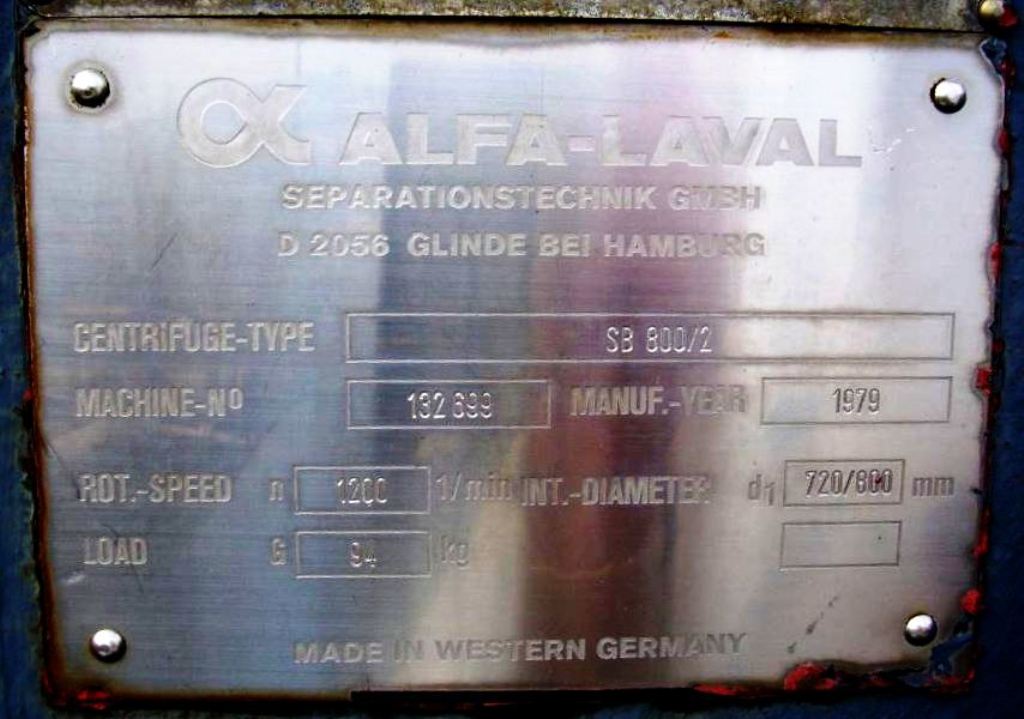 ALFA-LAVAL
SEPARATIONSTECHNIK GMBH
D 2056 GLINDE BEI HAMBURG
CENTRIFUGE-TYPE SB 800/2
MACHINE-Nº 132 699 MANUF.-YEAR 1979
ROT.-SPEED n 1200 1/min INT.-DIAMETER d1 720/800 mm
LOAD G 94 kg
MADE IN WESTERN GERMANY